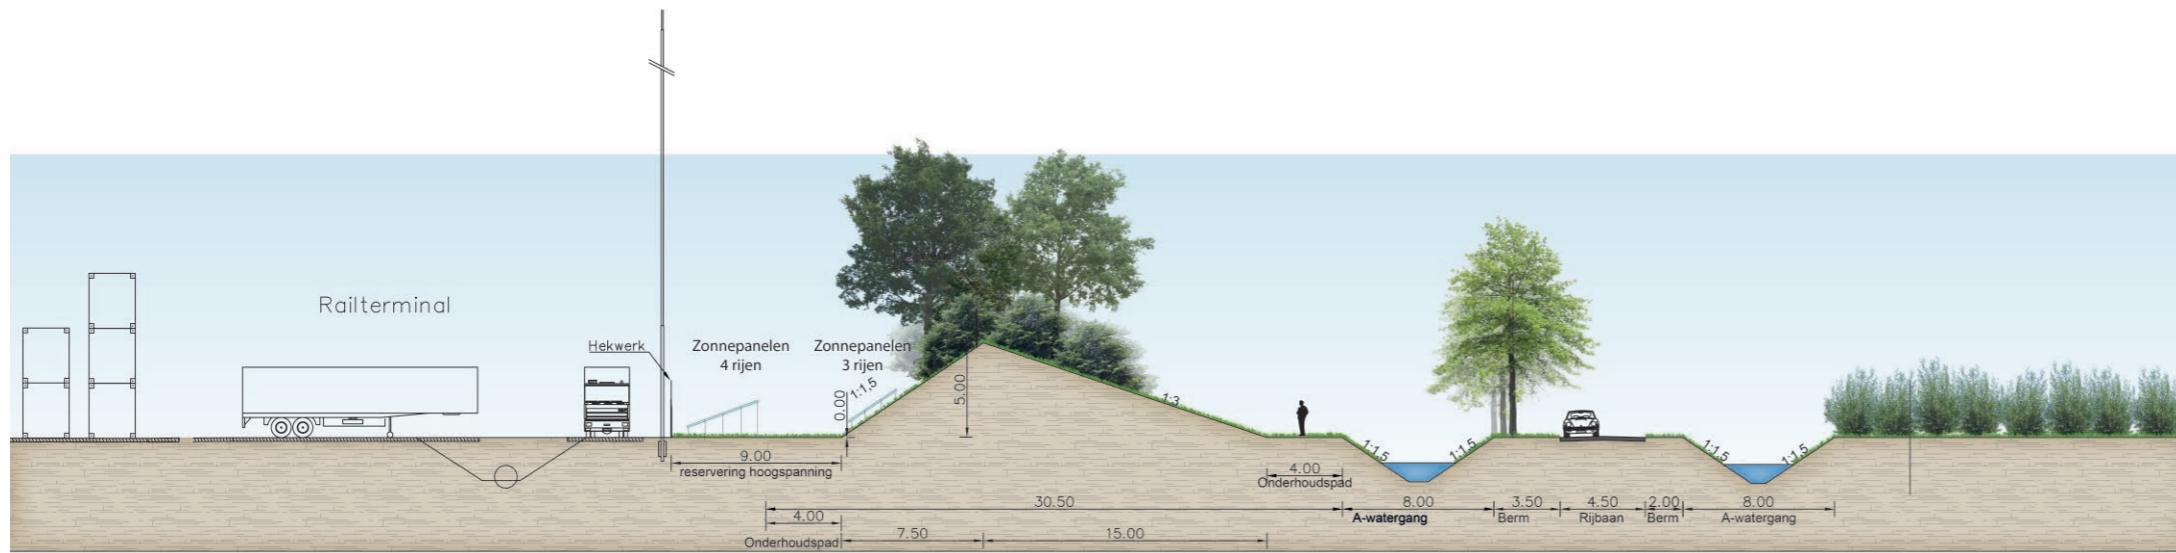 Railterminal
Hekwerk
Zonnepanelen
4 rijen
Zonnepanelen
3 rijen
1:1,5
0.00
5.00
1:3
1:1,5
1:1,5
1:1,5
1:1,5
9.00
reservering hoogspanning
4.00
Onderhoudspad
30.50
8.00
A-watergang
3.50
Berm
4.50
Rijbaan
2.00
Berm
8.00
A-watergang
4.00
Onderhoudspad
7.50
15.00